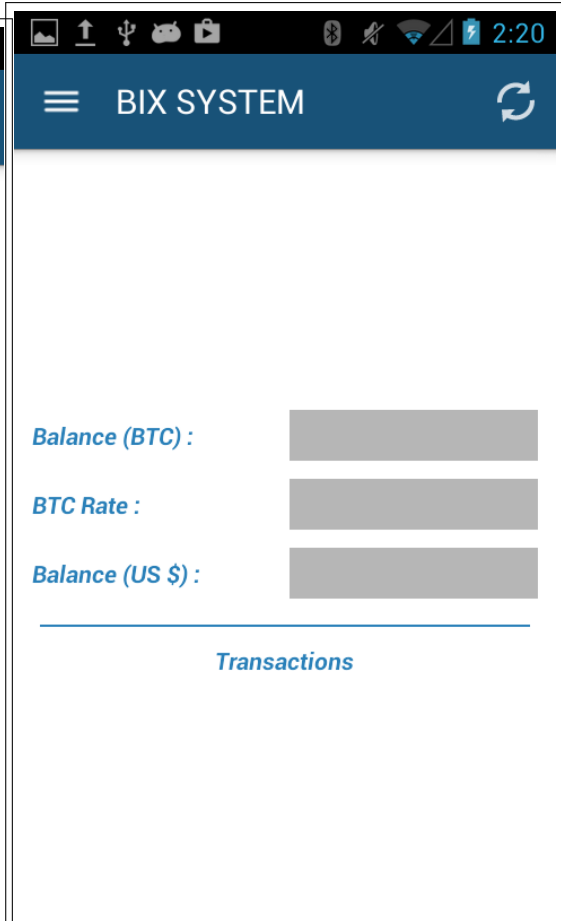 2:20
BIX SYSTEM
Balance (BTC) :
BTC Rate :
Balance (US $) :
Transactions